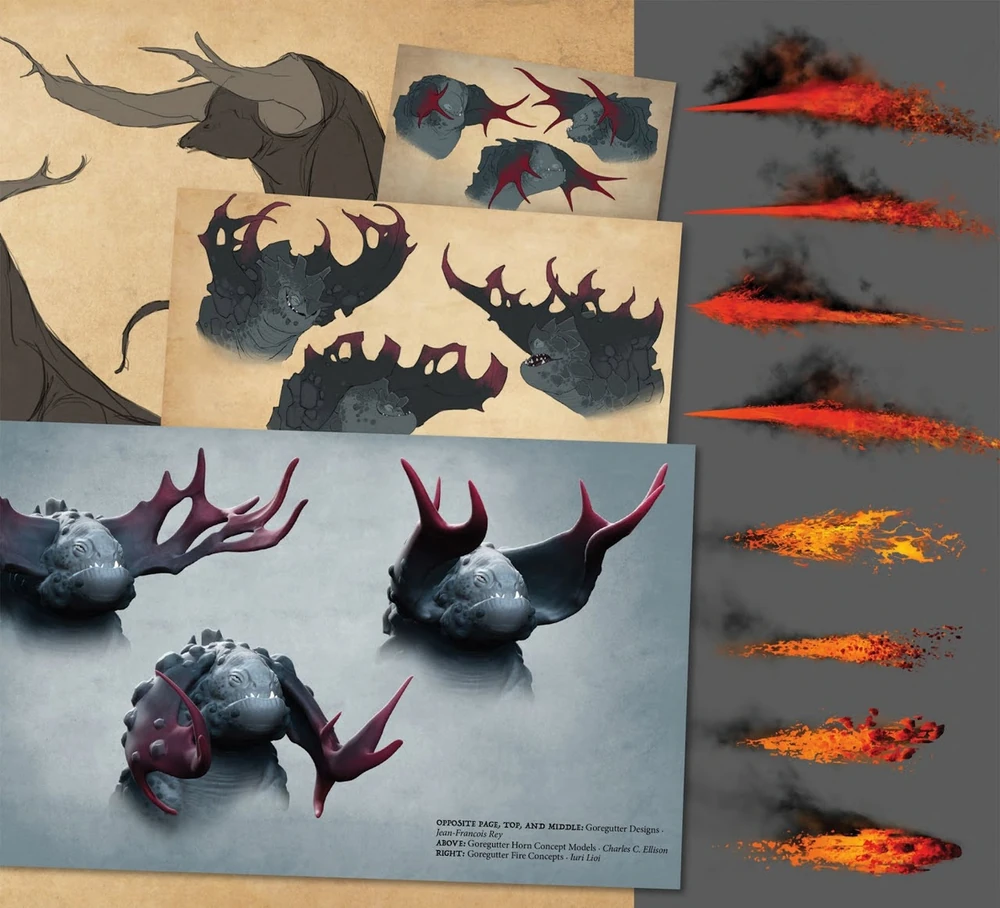 OPPOSITE PAGE, TOP, AND MIDDLE: Goregutter Designs ·
Jean-Francois Rey
ABOVE: Goregutter Horn Concept Models · Charles C. Ellison
RIGHT: Goregutter Fire Concepts · Iuri Lioi